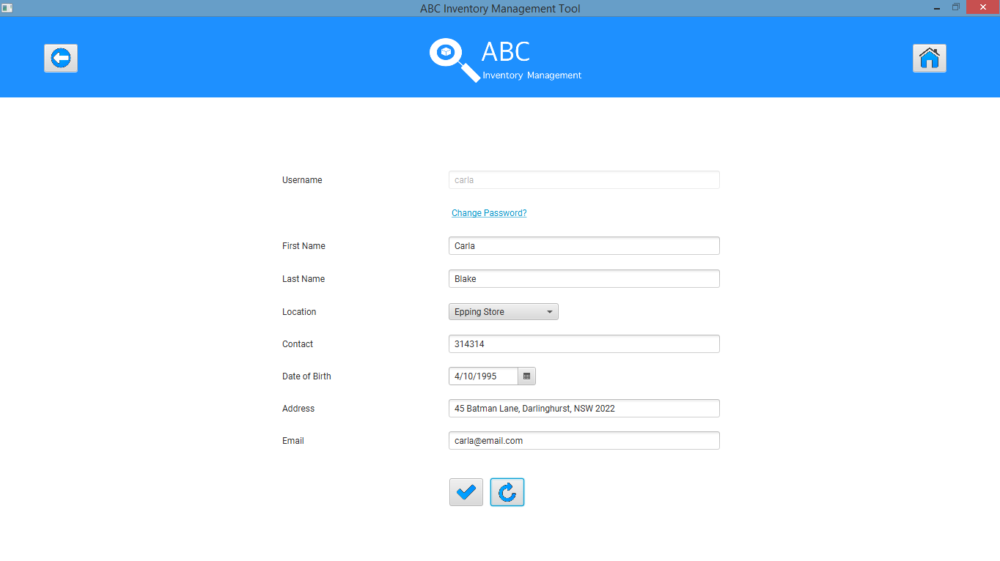 ABC Inventory Management Tool
ABC
Inventory Management
Username carla
Change Password?
First Name Carla
Last Name Blake
Location Epping Store
Contact 314314
Date of Birth 4/10/1995
Address 45 Batman Lane, Darlinghurst, NSW 2022
Email carla@email.com